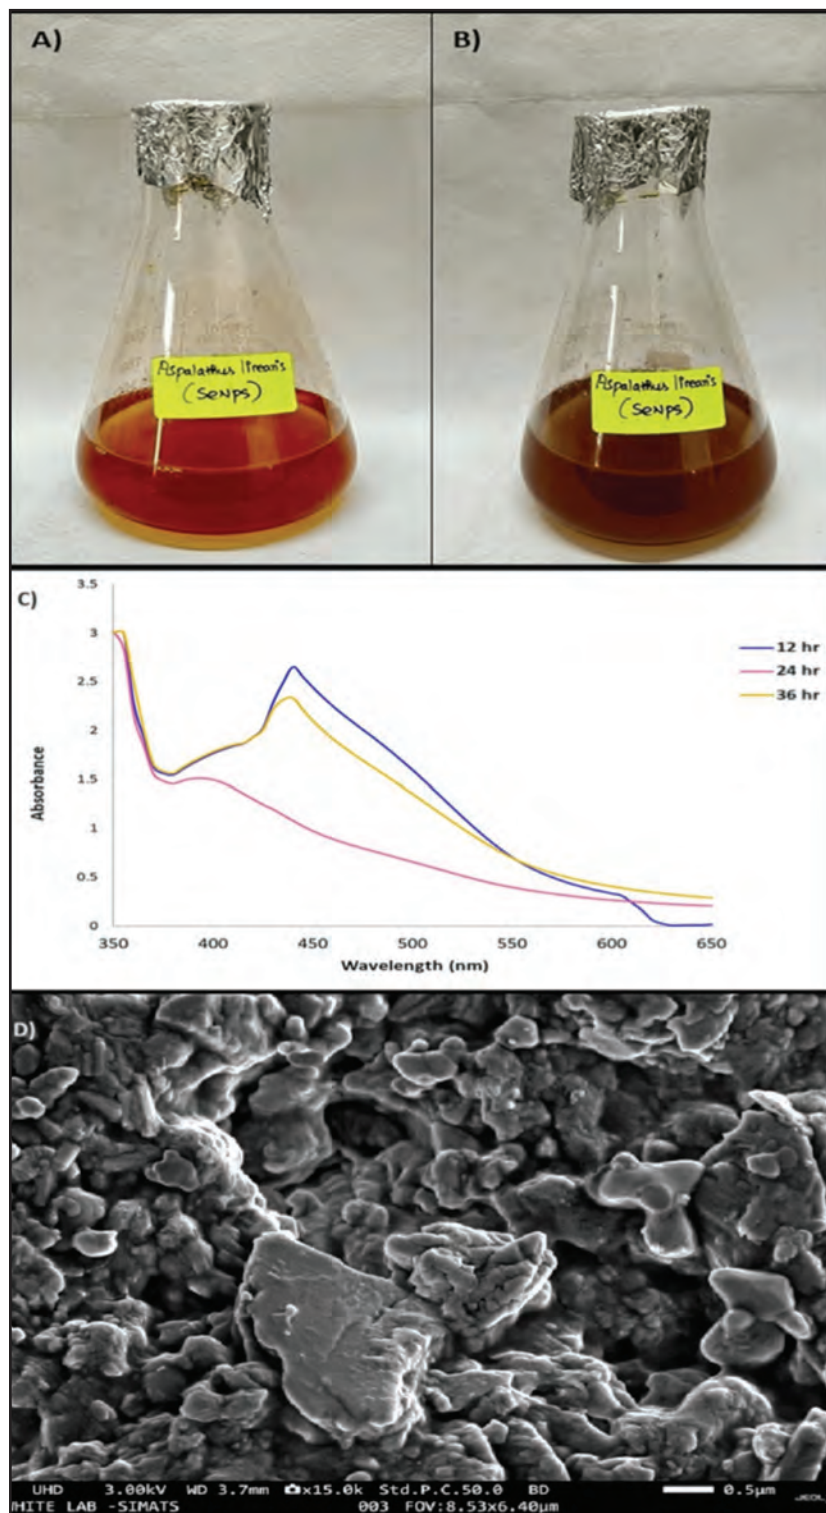 A)
Aspalathus linearis
(SeNPs)
B)
Aspalathus linearis
(SeNPs)
C)
3.5
3
2.5
2
1.5
1
0.5
0
Absorbance
350 400 450 500 550 600 650
Wavelength (nm)
12 hr
24 hr
36 hr
D)
UHD 3.00kV WD 3.7mm x15.0k Std.P.C.50.0 BD 0.5µm
HITE LAB -SIMATS 003 FOV:8.53x6.40µm JEOL